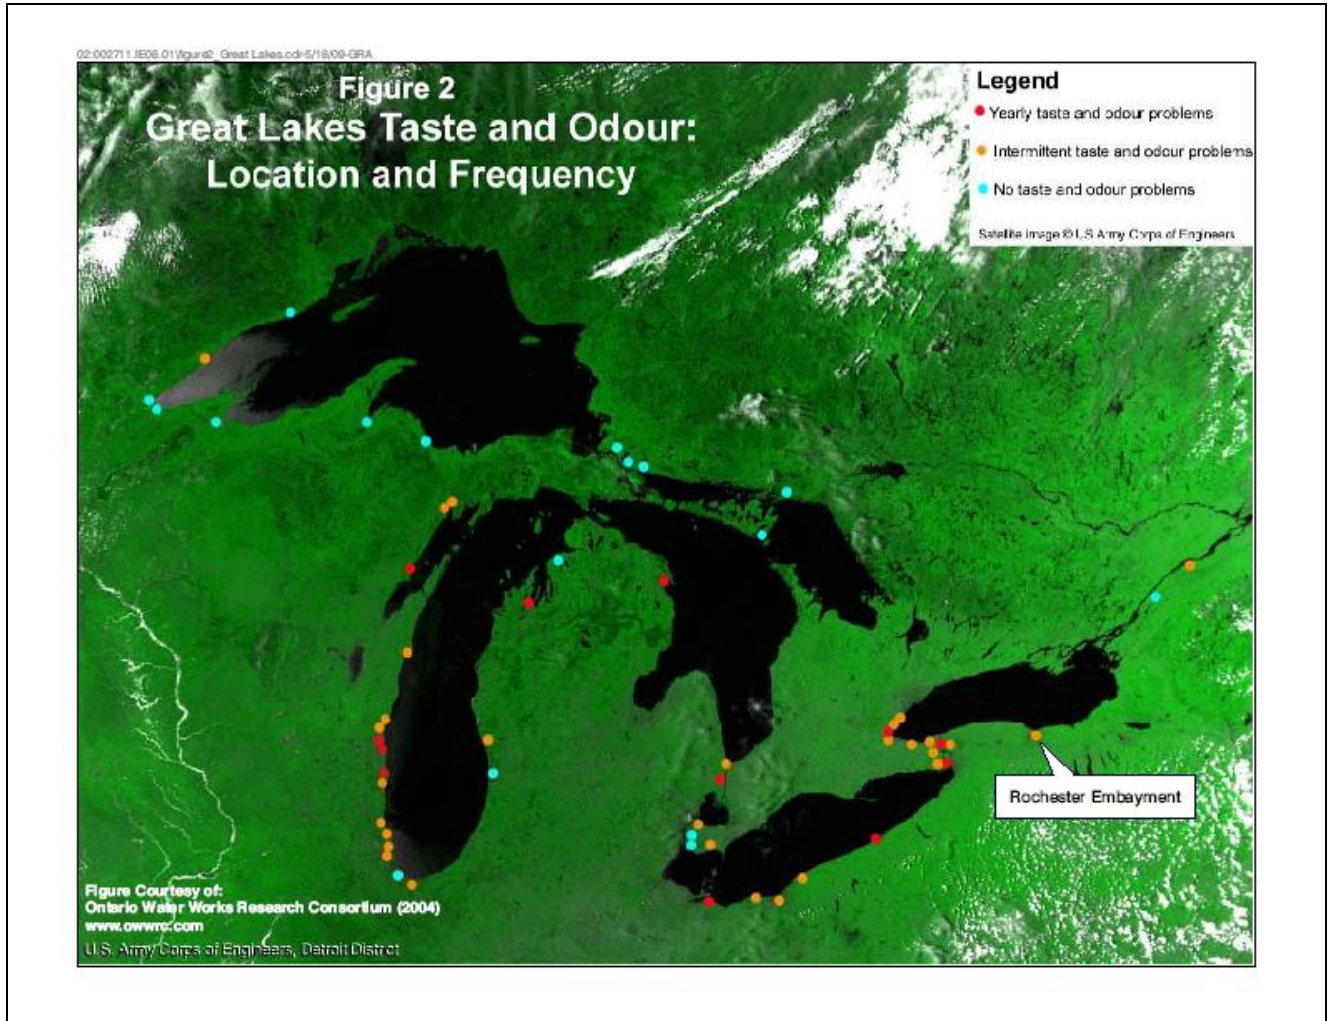 02:002711.IE08.01\figure2_Great Lakes.cdr-5/18/09-GRA
Figure 2
Great Lakes Taste and Odour:
Location and Frequency
Legend
Yearly taste and odour problems
Intermittent taste and odour problems
No taste and odour problems
Satellite image © US Army Corps of Engineers
Rochester Embayment
Figure Courtesy of:
Ontario Water Works Research Consortium (2004)
www.owwrc.com
U.S. Army Corps of Engineers, Detroit District